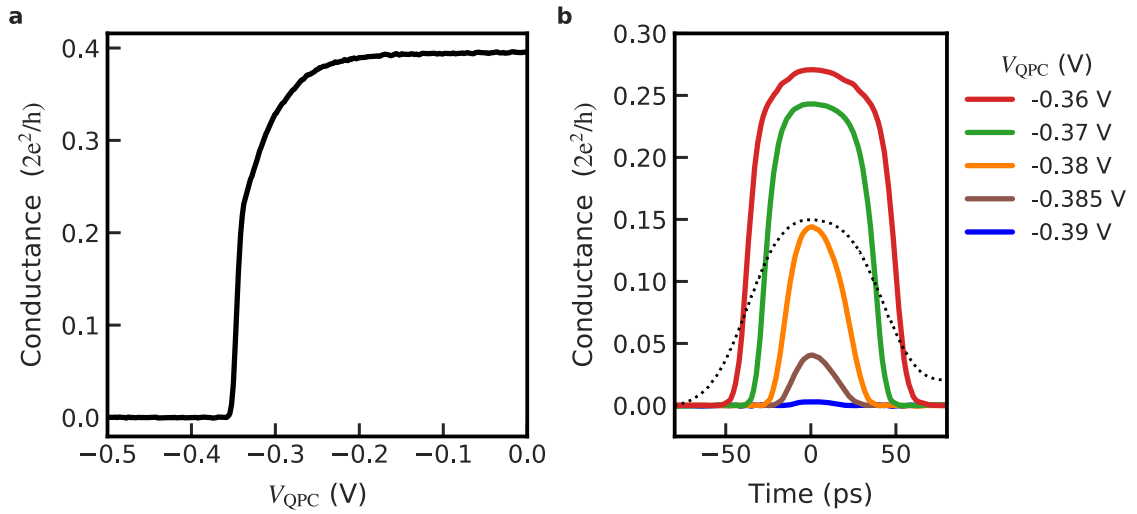 a
Conductance (2e²/h)
0.4
0.3
0.2
0.1
0.0
−0.5
−0.4
−0.3
−0.2
−0.1
0.0
V_QPC (V)
b
Conductance (2e²/h)
0.30
0.25
0.20
0.15
0.10
0.05
0.00
−50
0
50
Time (ps)
V_QPC (V)
-0.36 V
-0.37 V
-0.38 V
-0.385 V
-0.39 V